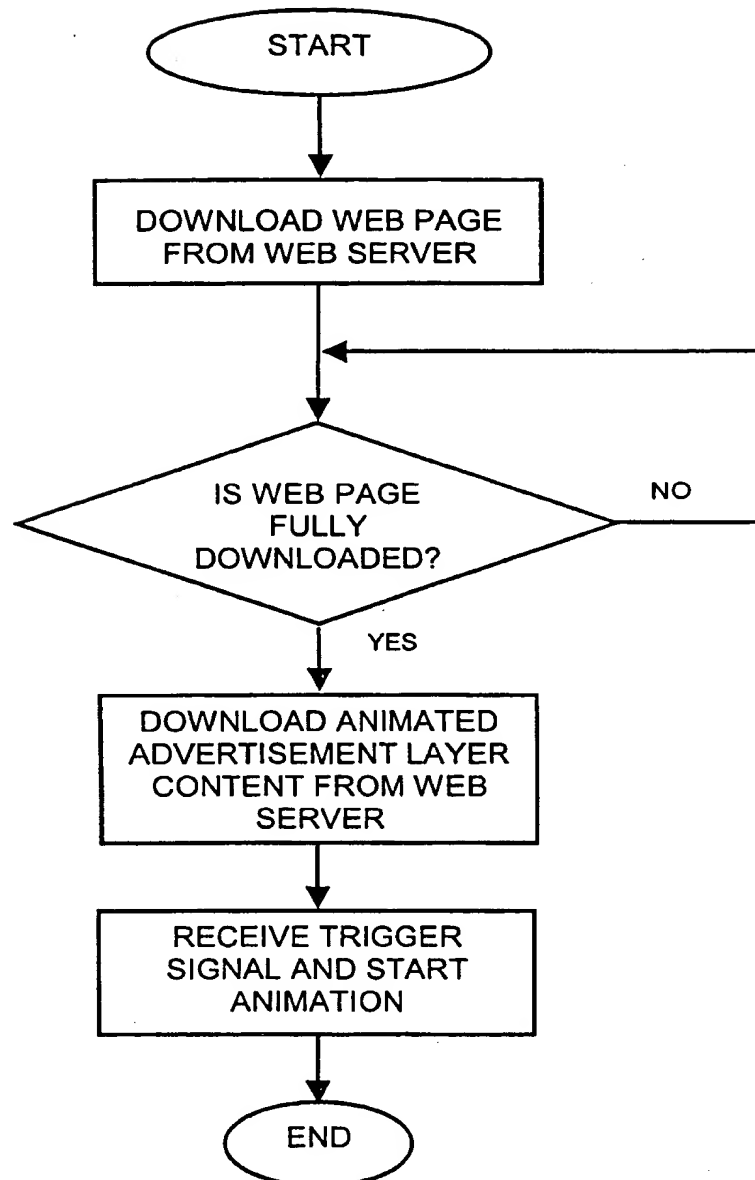 START
DOWNLOAD WEB PAGE
FROM WEB SERVER
IS WEB PAGE
FULLY
DOWNLOADED?
NO
YES
DOWNLOAD ANIMATED
ADVERTISEMENT LAYER
CONTENT FROM WEB
SERVER
RECEIVE TRIGGER
SIGNAL AND START
ANIMATION
END